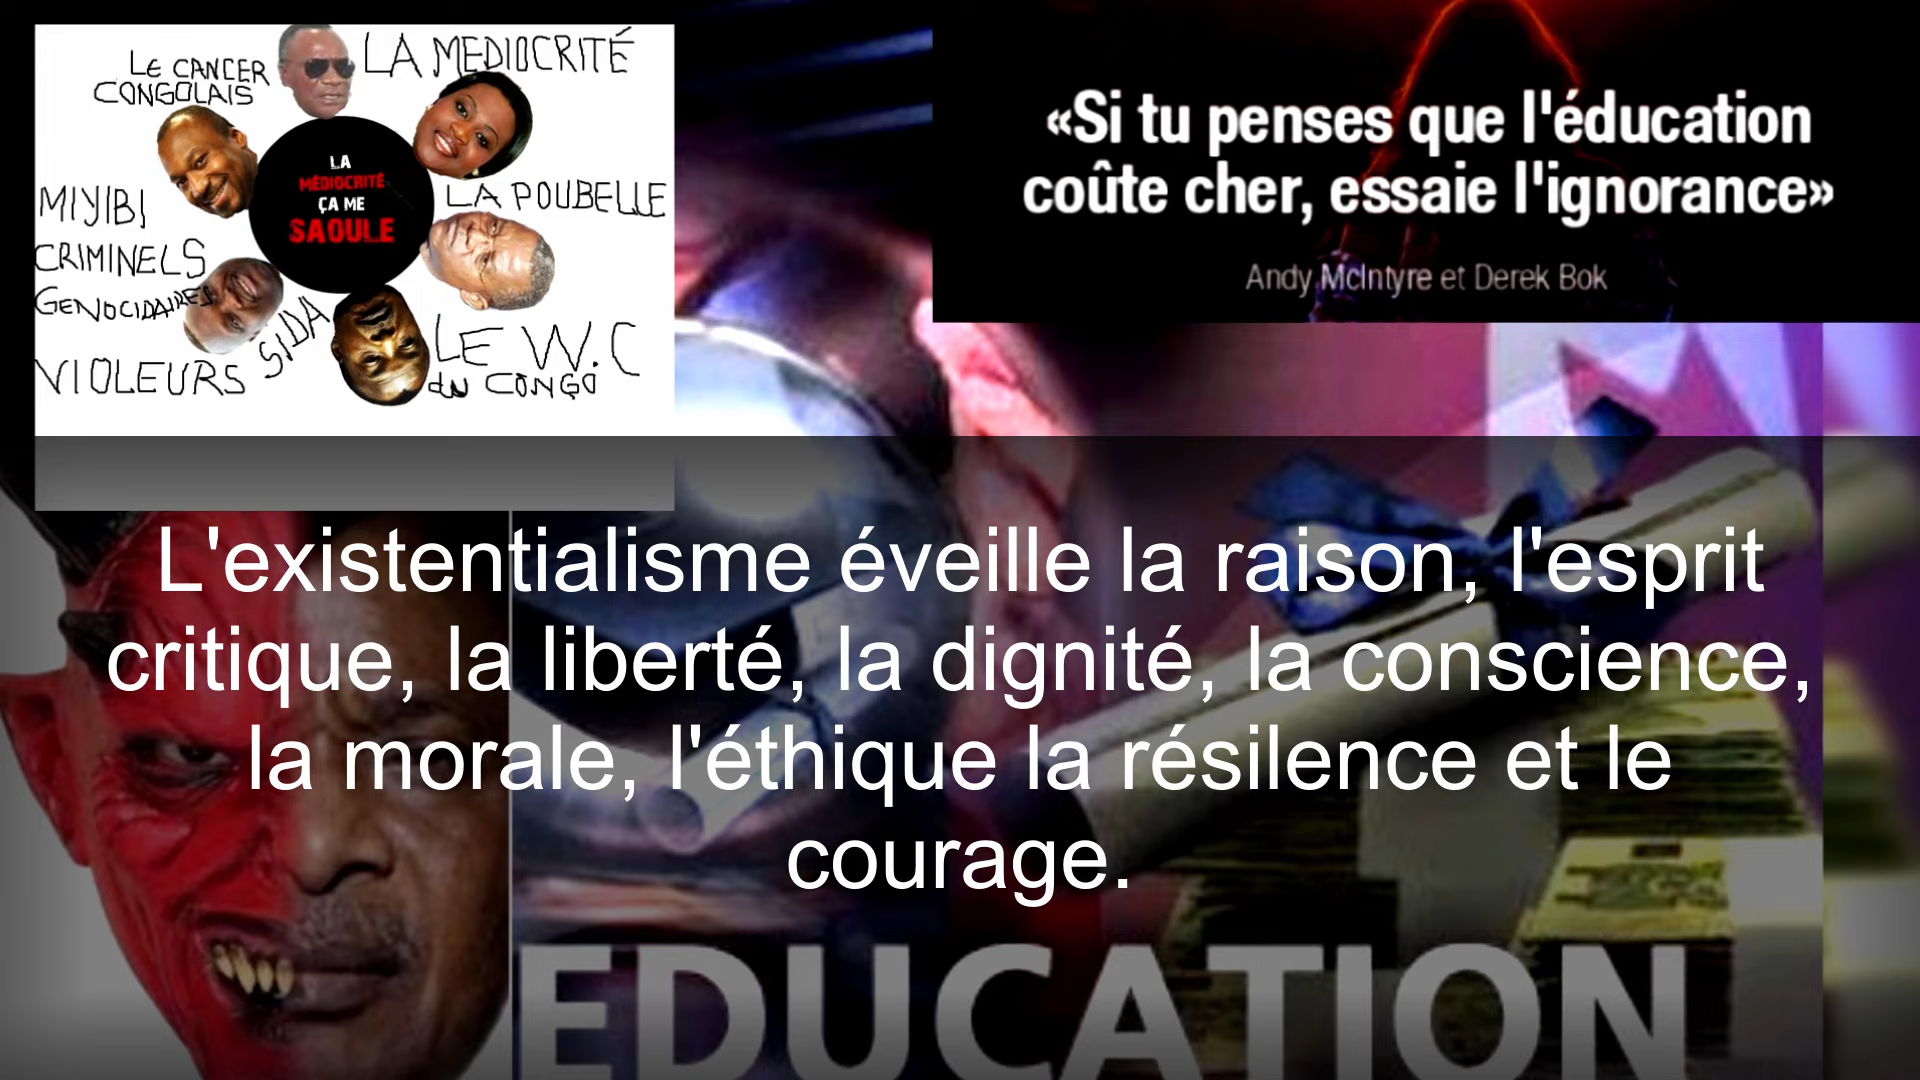 LE CANCER
CONGOLAIS
LA MEDIOCRITÉ
LA
MÉDIOCRITÉ
ÇA ME
SAOULE
MIYIBI
LA POUBELLE
CRIMINELS
GENOCIDAIRES
SIDA
VIOLEURS
LE W.C
du CONGO
«Si tu penses que l'éducation
coûte cher, essaie l'ignorance»
Andy McIntyre et Derek Bok
L'existentialisme éveille la raison, l'esprit
critique, la liberté, la dignité, la conscience,
la morale, l'éthique la résilence et le
courage.
EDUCATION